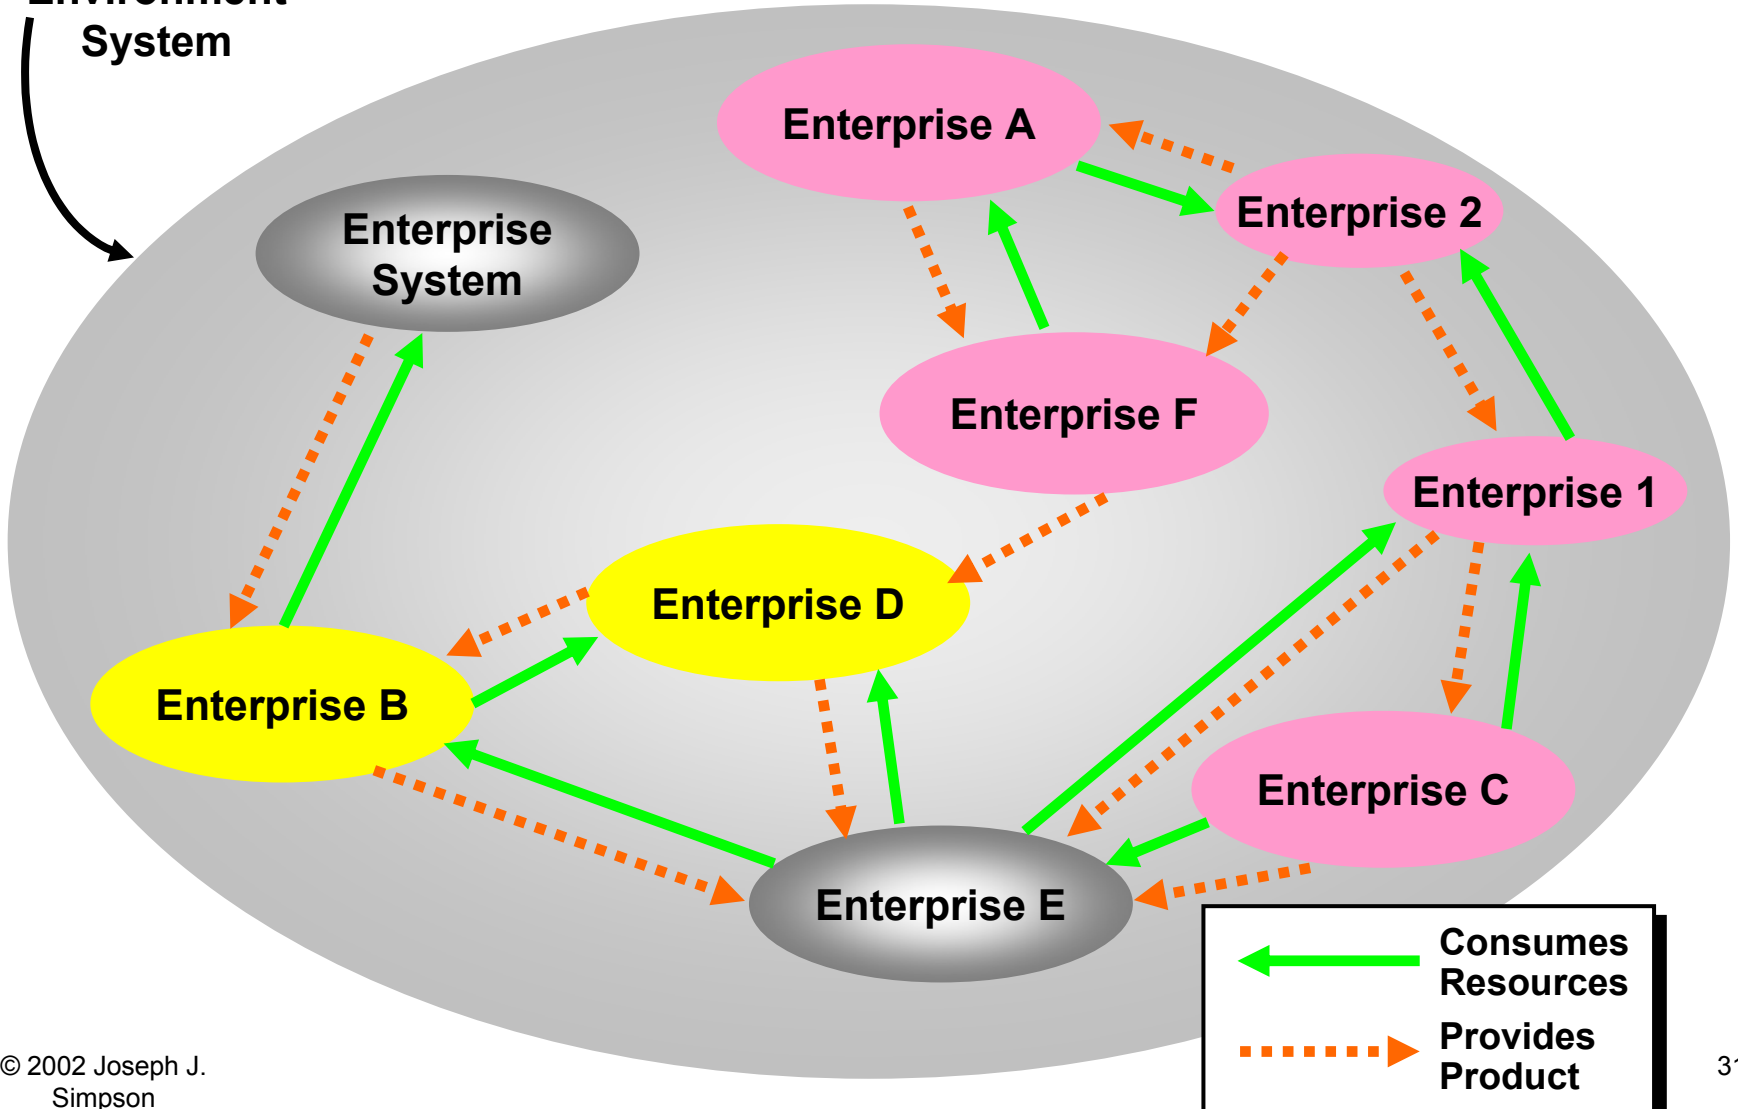 System
Enterprise A
Enterprise 2
Enterprise
System
Enterprise F
Enterprise 1
Enterprise D
Enterprise B
Enterprise C
Enterprise E
Consumes
Resources
Provides
Product
© 2002 Joseph J.
Simpson